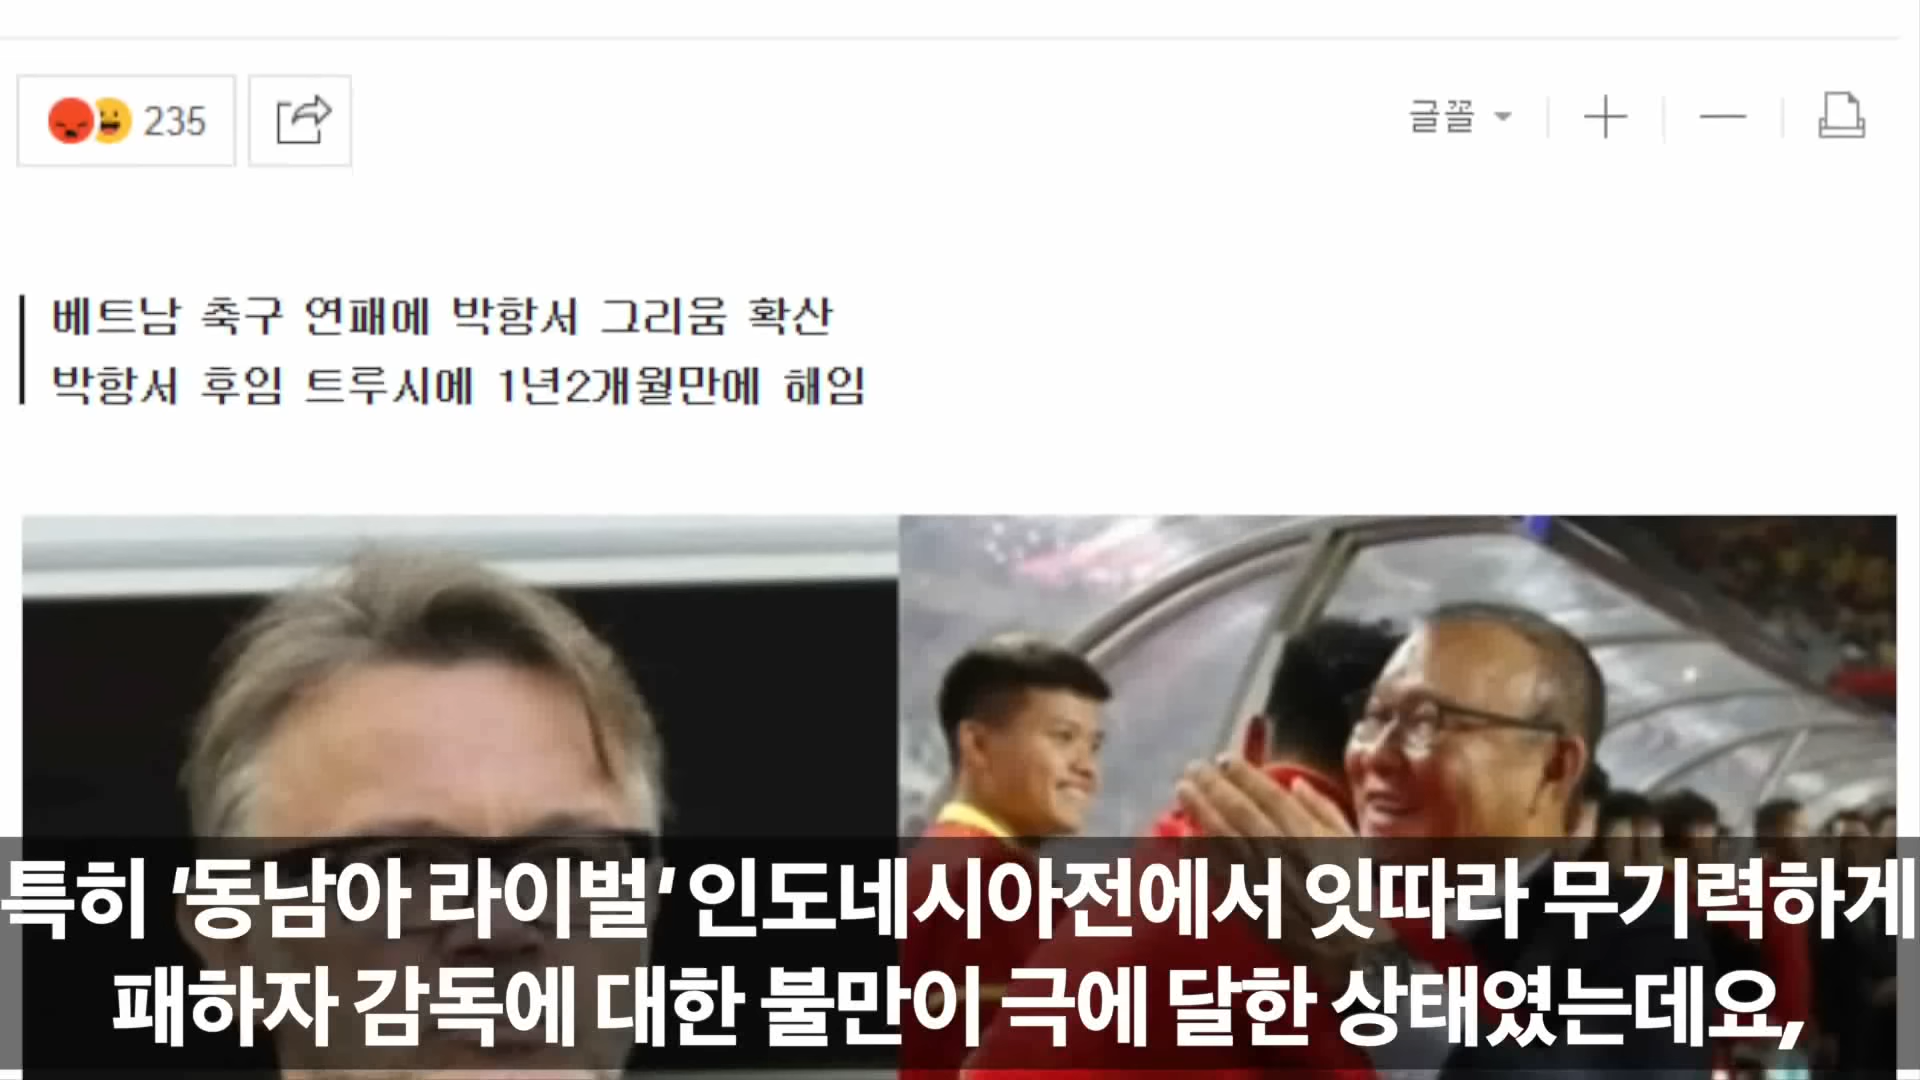 235
글꼴
베트남 축구 연패에 박항서 그리움 확산
박항서 후임 트루시에 1년2개월만에 해임
특히 ‘동남아 라이벌’ 인도네시아전에서 잇따라 무기력하게
패하자 감독에 대한 불만이 극에 달한 상태였는데요,